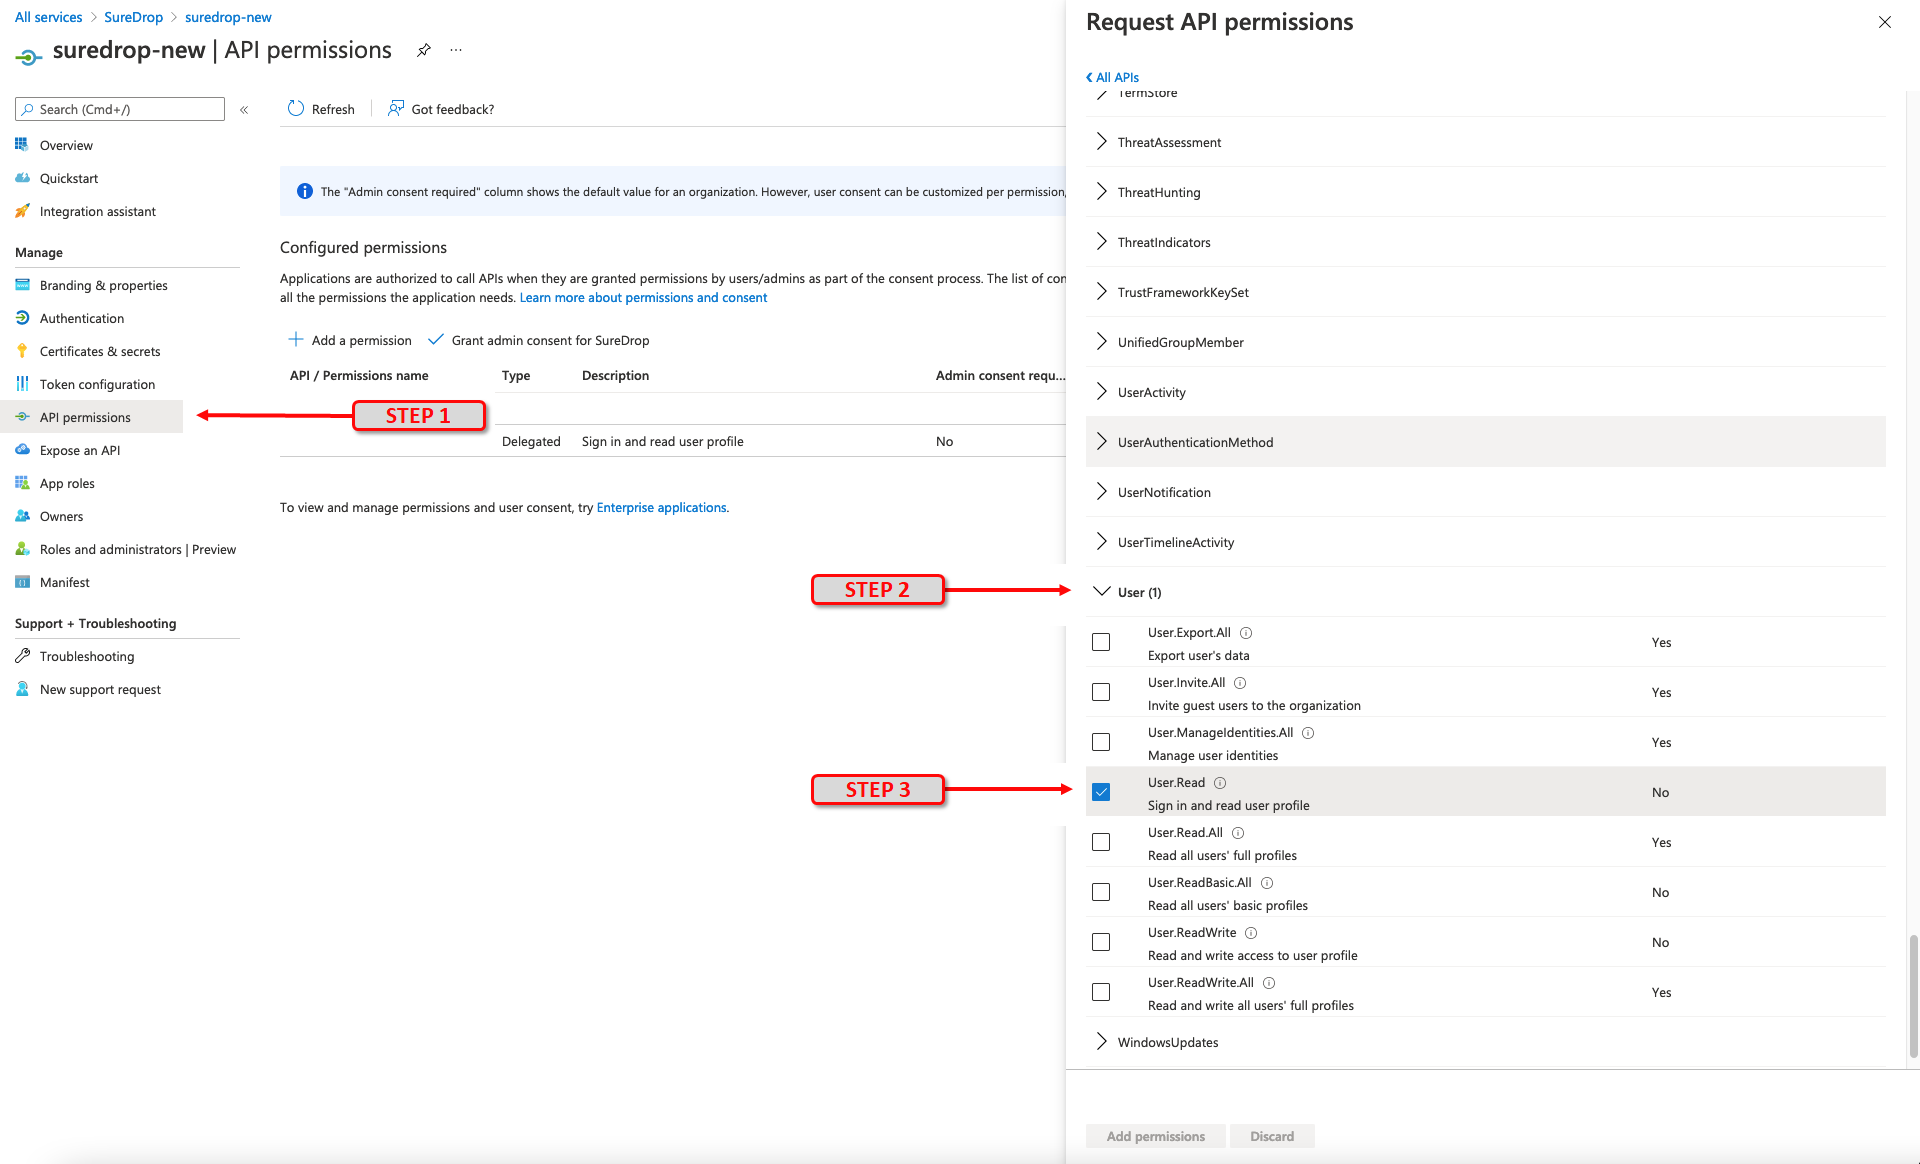 All services > SureDrop > suredrop-new
suredrop-new | API permissions
Search (Cmd+/)
«
Overview
Quickstart
Integration assistant
Manage
Branding & properties
Authentication
Certificates & secrets
Token configuration
API permissions
Expose an API
App roles
Owners
Roles and administrators | Preview
Manifest
Support + Troubleshooting
Troubleshooting
New support request
Refresh
Got feedback?
The "Admin consent required" column shows the default value for an organization. However, user consent can be customized per permission,
Configured permissions
Applications are authorized to call APIs when they are granted permissions by users/admins as part of the consent process. The list of con
all the permissions the application needs. Learn more about permissions and consent
Add a permission
Grant admin consent for SureDrop
API / Permissions name Type Description Admin consent requ...
STEP 1
Delegated Sign in and read user profile No
To view and manage permissions and user consent, try Enterprise applications.
STEP 2
STEP 3
Request API permissions
All APIs
TermStore
ThreatAssessment
ThreatHunting
ThreatIndicators
TrustFrameworkKeySet
UnifiedGroupMember
UserActivity
UserAuthenticationMethod
UserNotification
UserTimelineActivity
User (1)
User.Export.All
Export user's data
Yes
User.Invite.All
Invite guest users to the organization
Yes
User.ManageIdentities.All
Manage user identities
Yes
User.Read
Sign in and read user profile
No
User.Read.All
Read all users' full profiles
Yes
User.ReadBasic.All
Read all users' basic profiles
No
User.ReadWrite
Read and write access to user profile
No
User.ReadWrite.All
Read and write all users' full profiles
Yes
WindowsUpdates
Add permissions
Discard